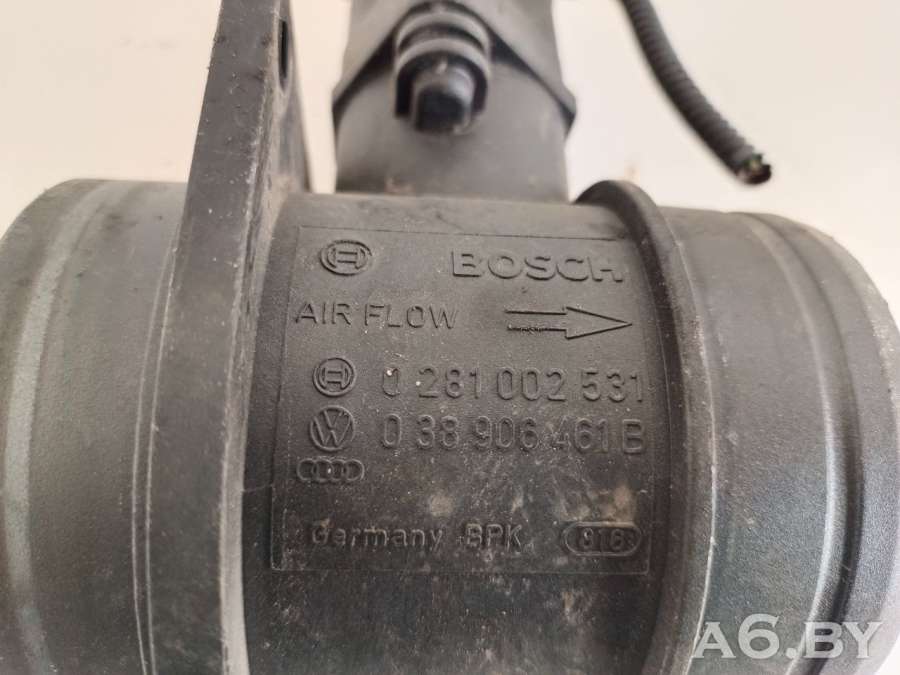 BOSCH
AIR FLOW
0 281 002 531
0 38 906 461 B
Germany BPK
A6.BY